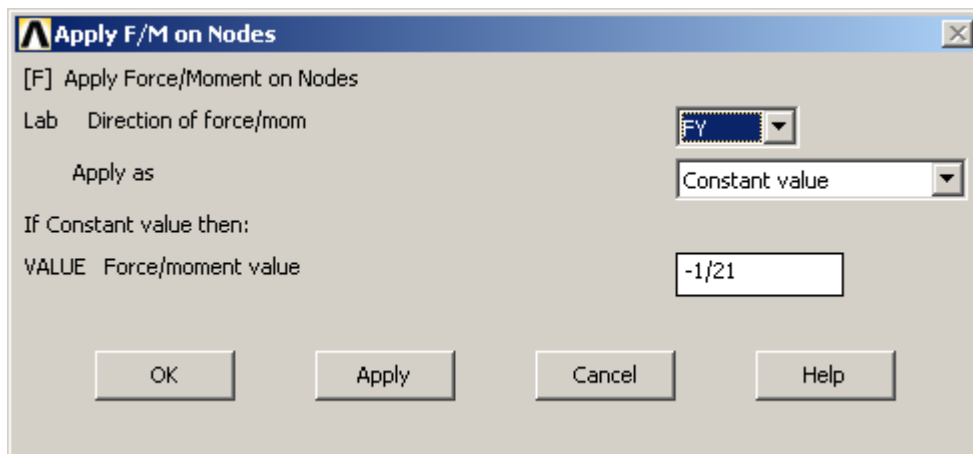 Apply F/M on Nodes
[F] Apply Force/Moment on Nodes
Lab Direction of force/mom FY
Apply as Constant value
If Constant value then:
VALUE Force/moment value -1/21
OK Apply Cancel Help